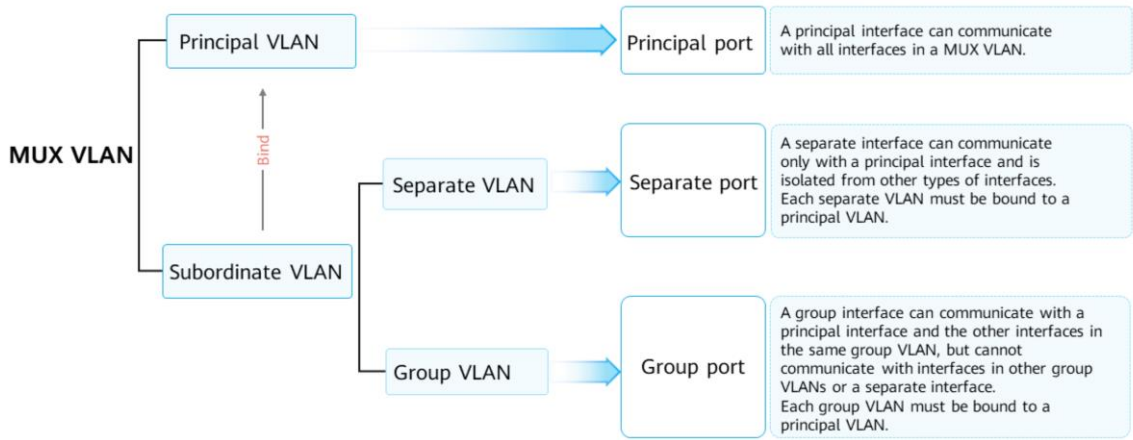 Principal VLAN
Principal port
A principal interface can communicate
with all interfaces in a MUX VLAN.
MUX VLAN
Bind
Separate VLAN
Separate port
A separate interface can communicate
only with a principal interface and is
isolated from other types of interfaces.
Each separate VLAN must be bound to a
principal VLAN.
Subordinate VLAN
Group VLAN
Group port
A group interface can communicate with a
principal interface and the other interfaces in
the same group VLAN, but cannot
communicate with interfaces in other group
VLANs or a separate interface.
Each group VLAN must be bound to a
principal VLAN.